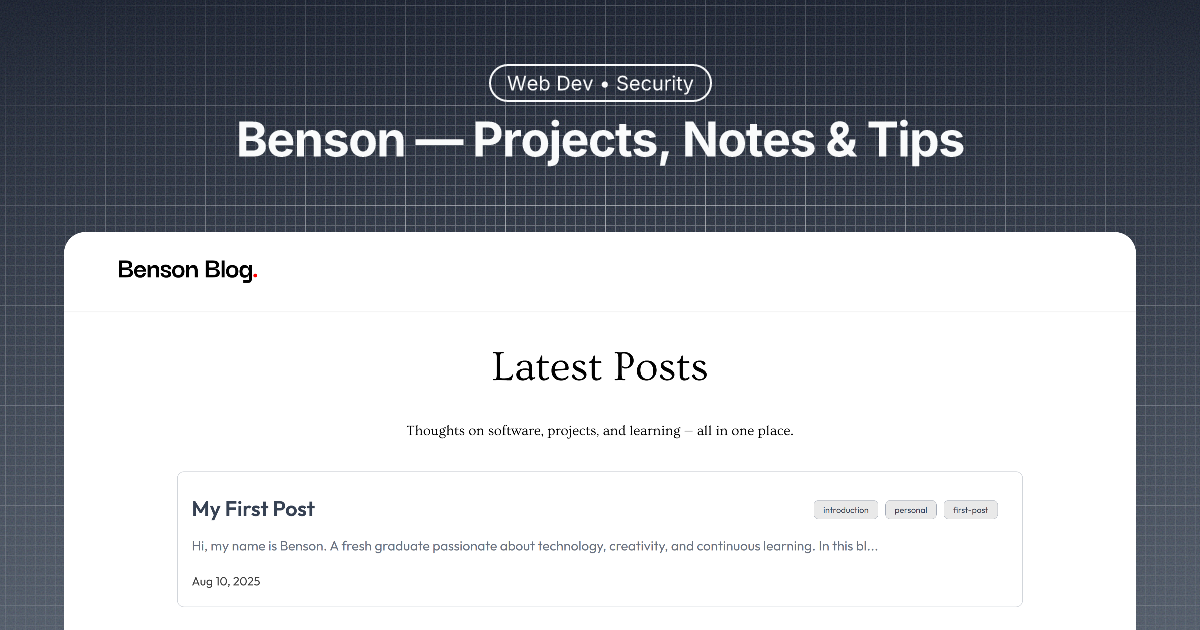 Web Dev • Security
Benson — Projects, Notes & Tips
Benson Blog.
Latest Posts
Thoughts on software, projects, and learning – all in one place.
My First Post
introduction
personal
first-post
Hi, my name is Benson. A fresh graduate passionate about technology, creativity, and continuous learning. In this bl...
Aug 10, 2025